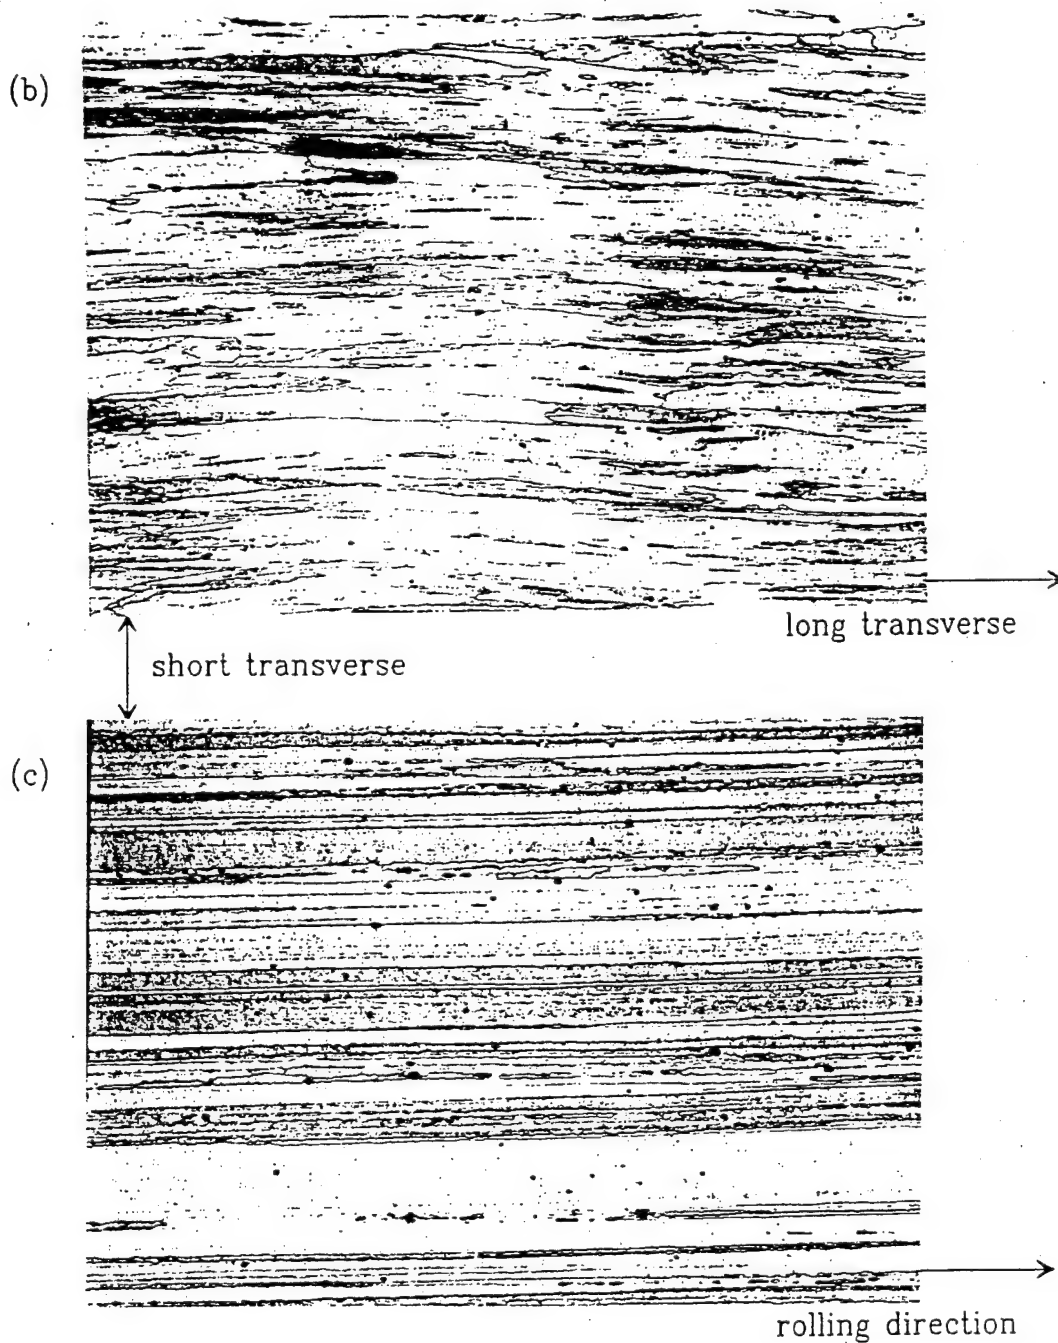 (b)
long transverse
short transverse
(c)
rolling direction